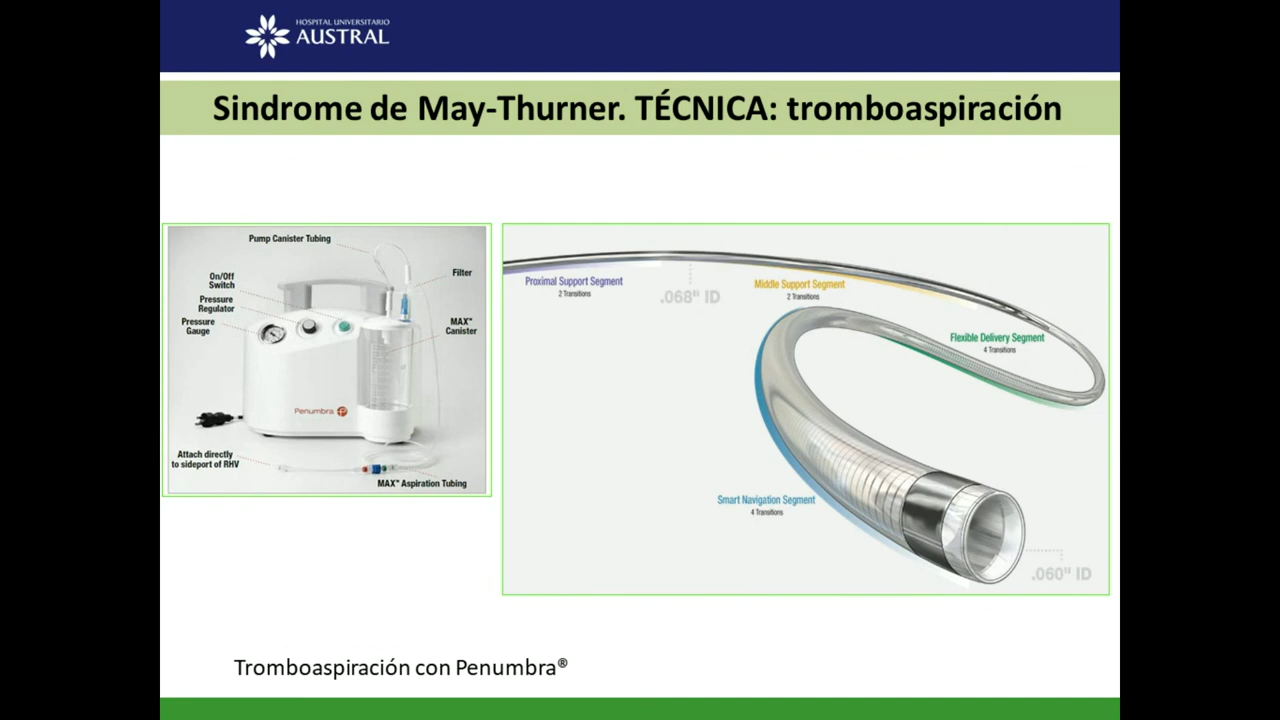 HOSPITAL UNIVERSITARIO
AUSTRAL
Sindrome de May-Thurner. TÉCNICA: tromboaspiración
Pump Canister Tubing
On/Off
Switch
Pressure
Regulator
Pressure
Gauge
Filter
MAX™
Canister
Penumbra
Attach directly
to sideport of RHV
MAX™ Aspiration Tubing
Proximal Support Segment
2 Transitions
.068" ID
Middle Support Segment
2 Transitions
Flexible Delivery Segment
4 Transitions
Smart Navigation Segment
4 Transitions
.060" ID
Tromboaspiración con Penumbra®